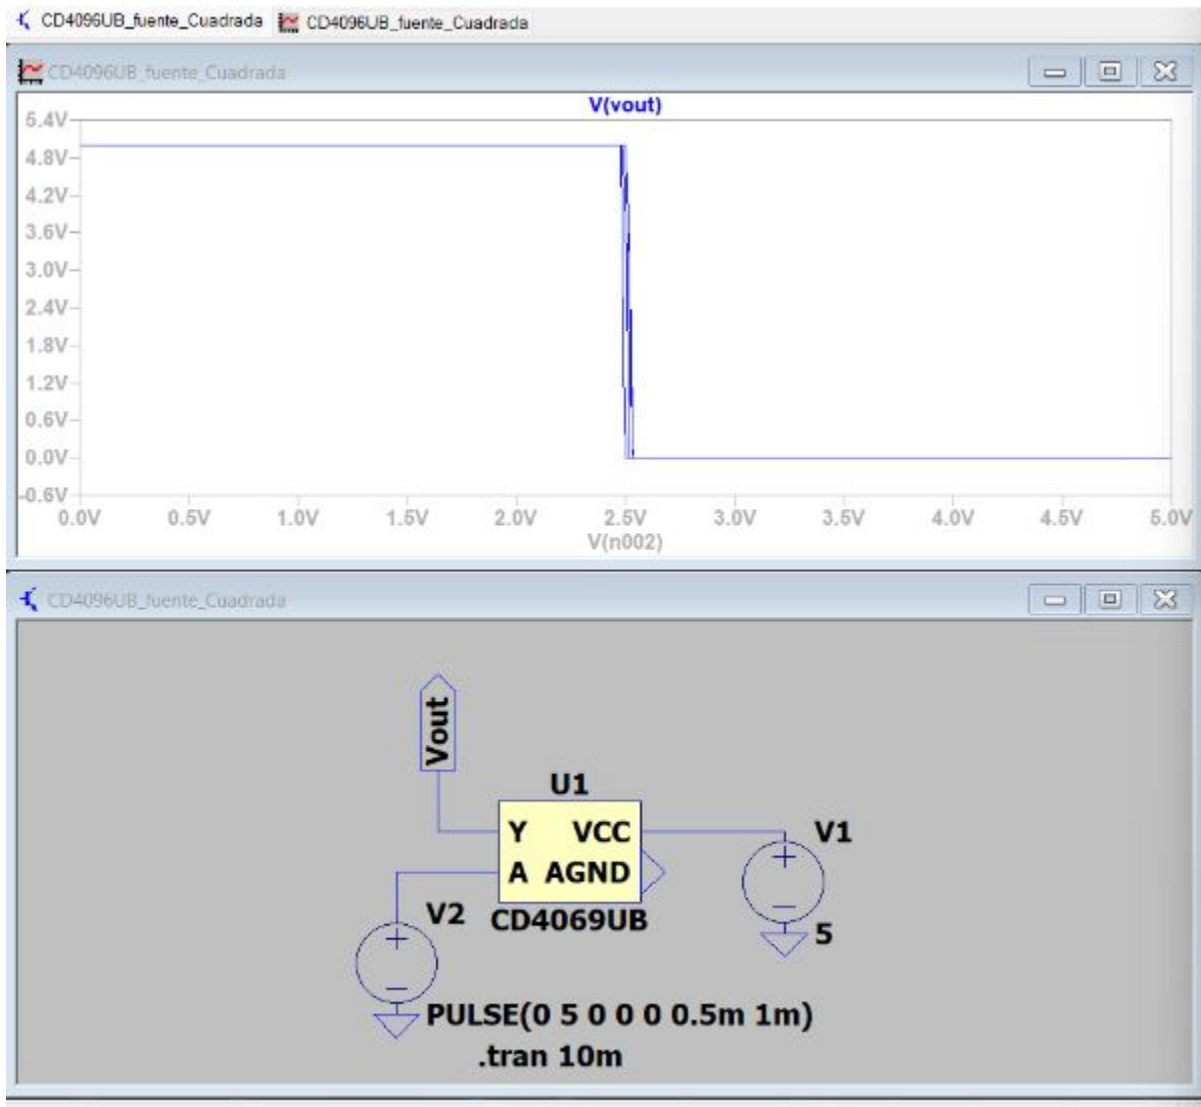 CD4096UB_fuente_Cuadrada CD4096UB_fuente_Cuadrada
CD4096UB_fuente_Cuadrada
V(vout)
5.4V
4.8V
4.2V
3.6V
3.0V
2.4V
1.8V
1.2V
0.6V
0.0V
-0.6V
0.0V 0.5V 1.0V 1.5V 2.0V 2.5V 3.0V 3.5V 4.0V 4.5V 5.0V
V(n002)
CD4096UB_fuente_Cuadrada
Vout
U1
Y VCC
V1
A AGND
V2
CD4069UB
5
PULSE(0 5 0 0 0 0.5m 1m)
.tran 10m